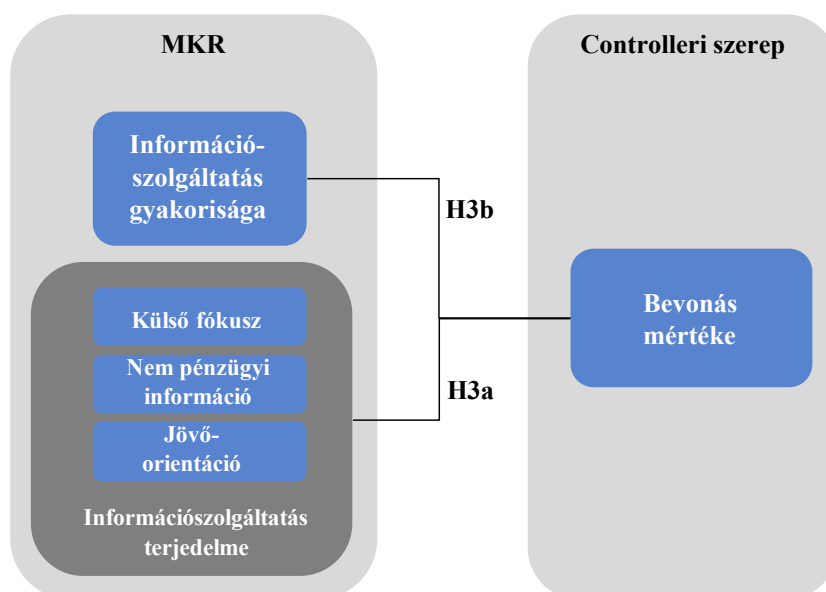 MKR
Információ-
szolgáltatás
gyakorisága
Külső fókusz
Nem pénzügyi
információ
Jövő-
orientáció
Információszolgáltatás
terjedelme
H3b
H3a
Controlleri szerep
Bevonás
mértéke